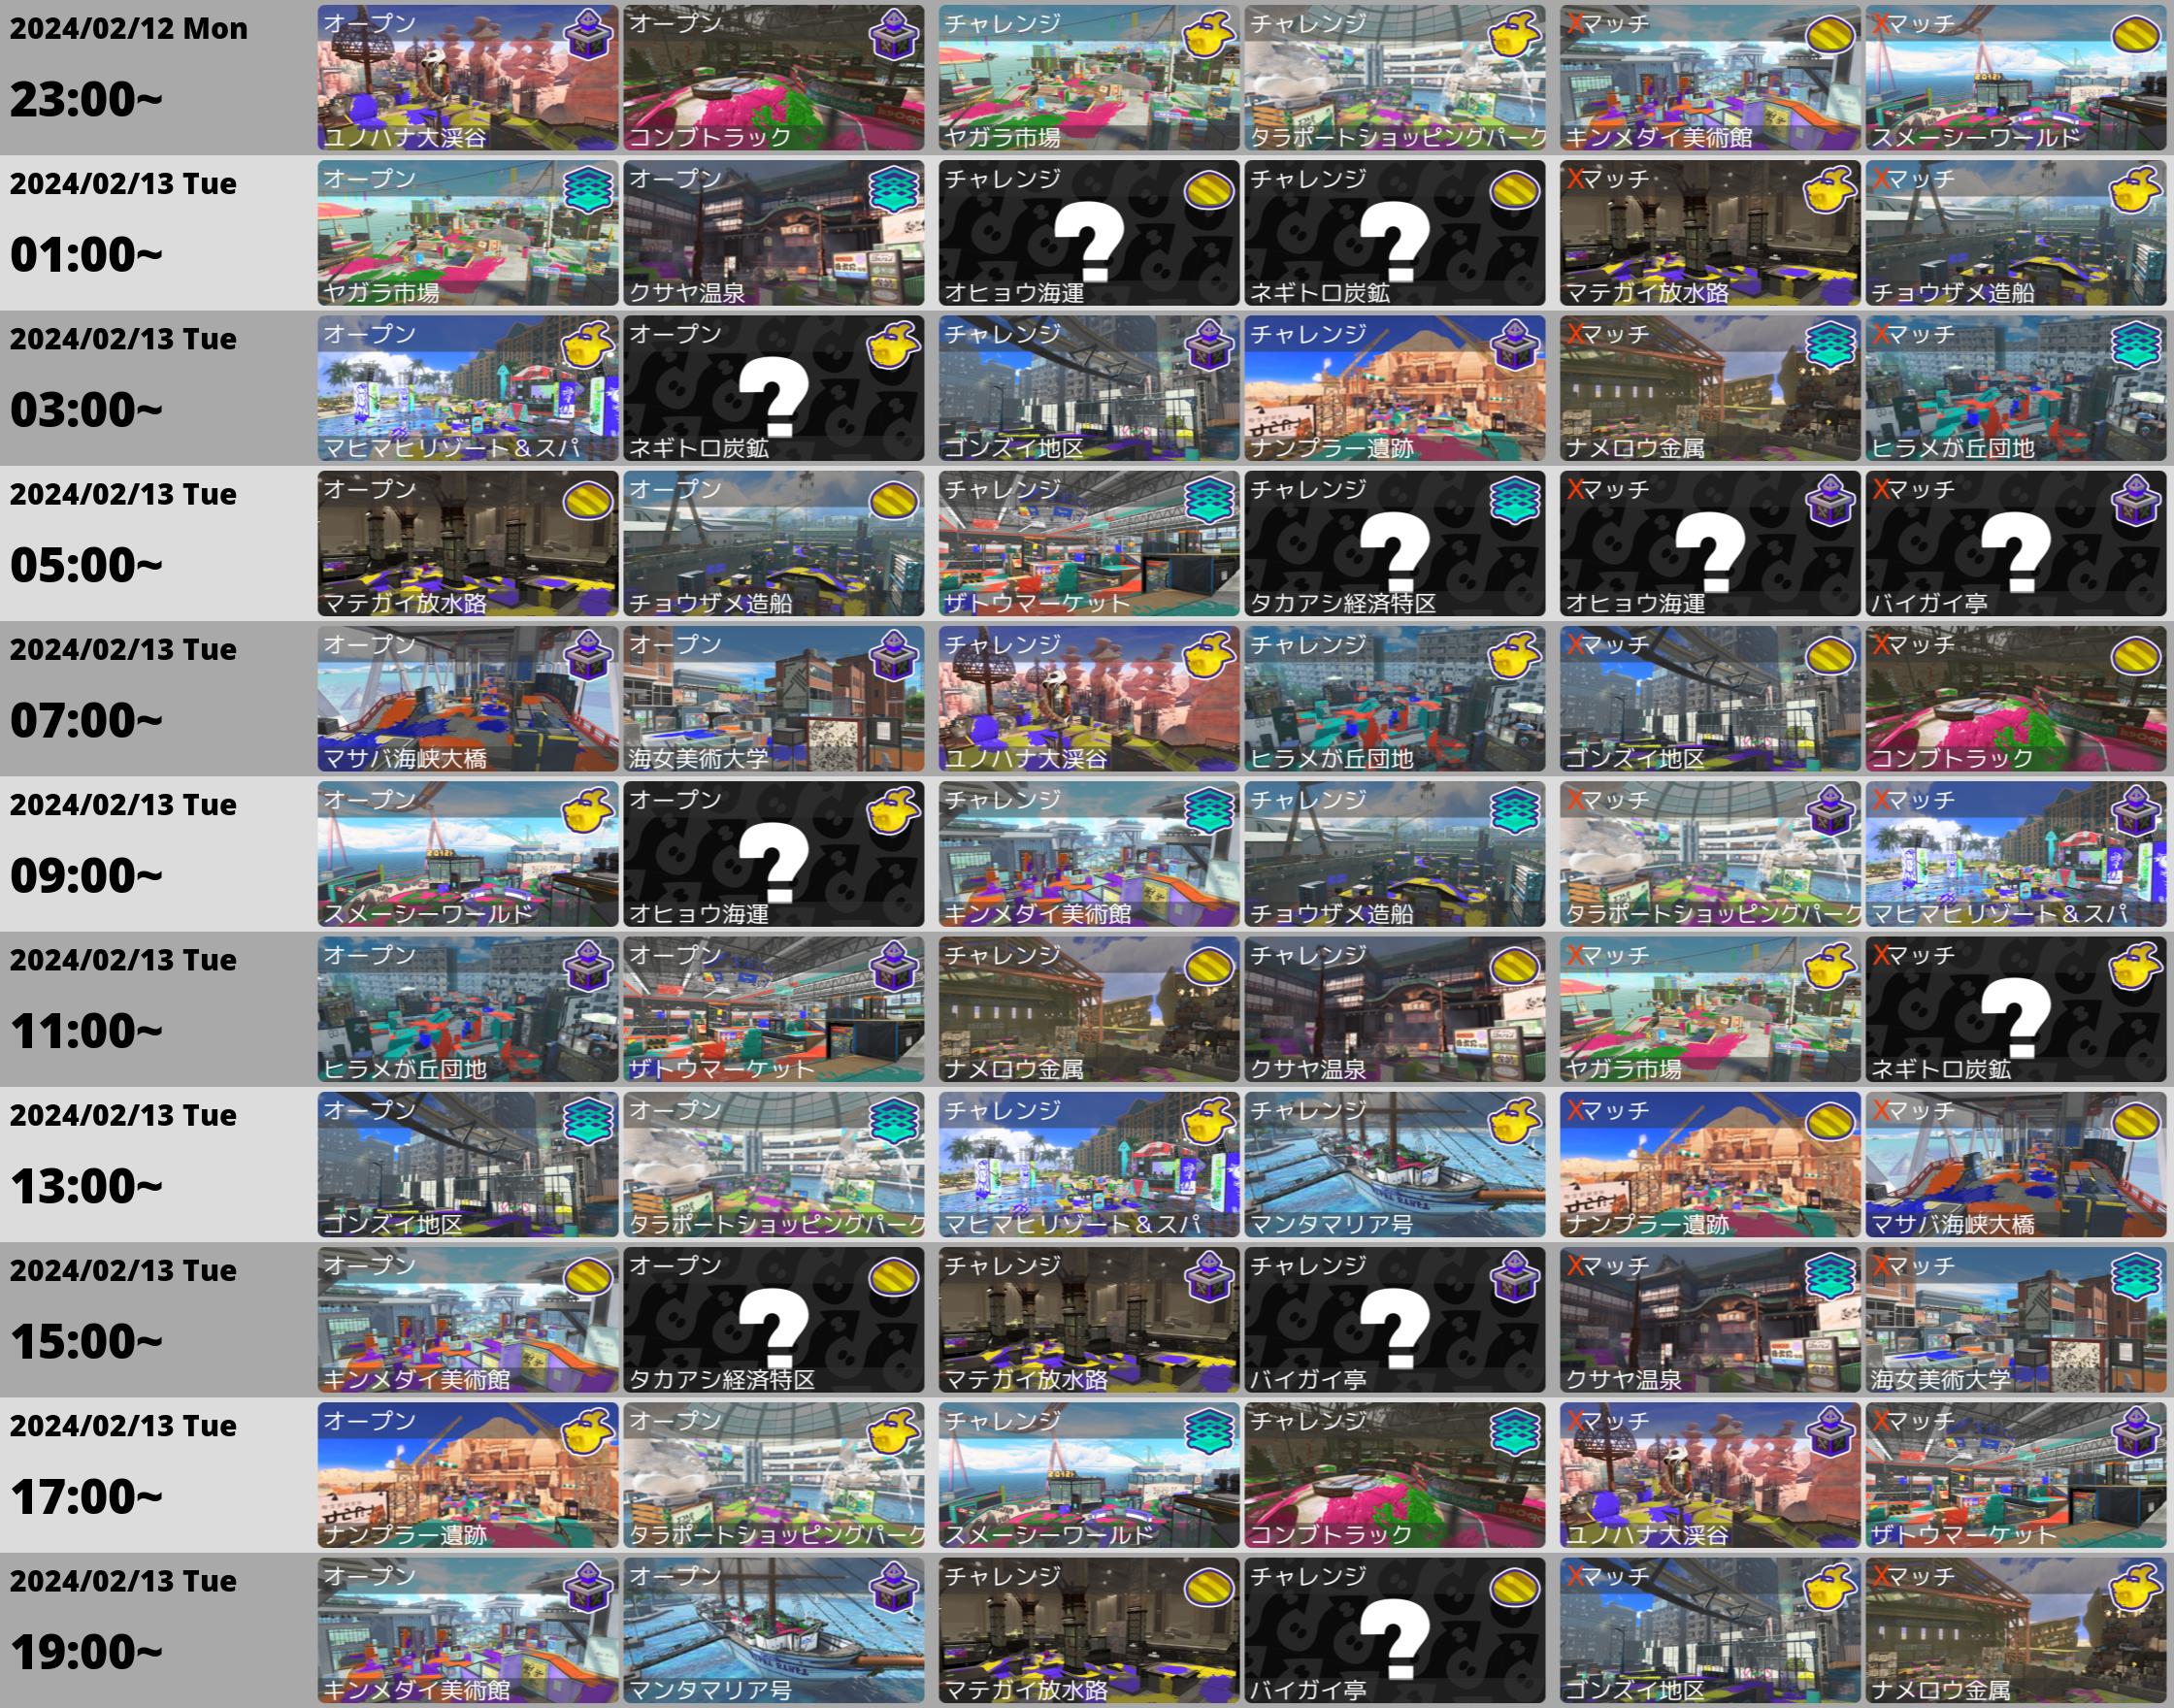 2024/02/12 Mon
23:00~
オープン
ユノハナ大渓谷
オープン
コンブトラック
チャレンジ
ヤガラ市場
チャレンジ
タラポートショッピングパーク
Xマッチ
キンメダイ美術館
Xマッチ
スメーシーワールド
2024/02/13 Tue
01:00~
オープン
ヤガラ市場
オープン
クサヤ温泉
チャレンジ
?
オヒョウ海運
チャレンジ
?
ネギトロ炭鉱
Xマッチ
マテガイ放水路
Xマッチ
チョウザメ造船
2024/02/13 Tue
03:00~
オープン
マヒマヒリゾート&スパ
オープン
?
ネギトロ炭鉱
チャレンジ
ゴンズイ地区
チャレンジ
ナンプラー遺跡
Xマッチ
ナメロウ金属
Xマッチ
ヒラメが丘団地
2024/02/13 Tue
05:00~
オープン
マテガイ放水路
オープン
チョウザメ造船
チャレンジ
ザトウマーケット
チャレンジ
?
タカアシ経済特区
Xマッチ
?
オヒョウ海運
Xマッチ
?
バイガイ亭
2024/02/13 Tue
07:00~
オープン
マサバ海峡大橋
オープン
海女美術大学
チャレンジ
ユノハナ大渓谷
チャレンジ
ヒラメが丘団地
Xマッチ
ゴンズイ地区
Xマッチ
コンブトラック
2024/02/13 Tue
09:00~
オープン
スメーシーワールド
オープン
?
オヒョウ海運
チャレンジ
キンメダイ美術館
チャレンジ
チョウザメ造船
Xマッチ
タラポートショッピングパーク
Xマッチ
マヒマヒリゾート&スパ
2024/02/13 Tue
11:00~
オープン
ヒラメが丘団地
オープン
ザトウマーケット
チャレンジ
ナメロウ金属
チャレンジ
クサヤ温泉
Xマッチ
ヤガラ市場
Xマッチ
?
ネギトロ炭鉱
2024/02/13 Tue
13:00~
オープン
ゴンズイ地区
オープン
タラポートショッピングパーク
チャレンジ
マヒマヒリゾート&スパ
チャレンジ
マンタマリア号
Xマッチ
ナンプラー遺跡
Xマッチ
マサバ海峡大橋
2024/02/13 Tue
15:00~
オープン
キンメダイ美術館
オープン
?
タカアシ経済特区
チャレンジ
マテガイ放水路
チャレンジ
?
バイガイ亭
Xマッチ
クサヤ温泉
Xマッチ
海女美術大学
2024/02/13 Tue
17:00~
オープン
ナンプラー遺跡
オープン
タラポートショッピングパーク
チャレンジ
スメーシーワールド
チャレンジ
コンブトラック
Xマッチ
ユノハナ大渓谷
Xマッチ
ザトウマーケット
2024/02/13 Tue
19:00~
オープン
キンメダイ美術館
オープン
マンタマリア号
チャレンジ
マテガイ放水路
チャレンジ
?
バイガイ亭
Xマッチ
ゴンズイ地区
Xマッチ
ナメロウ金属